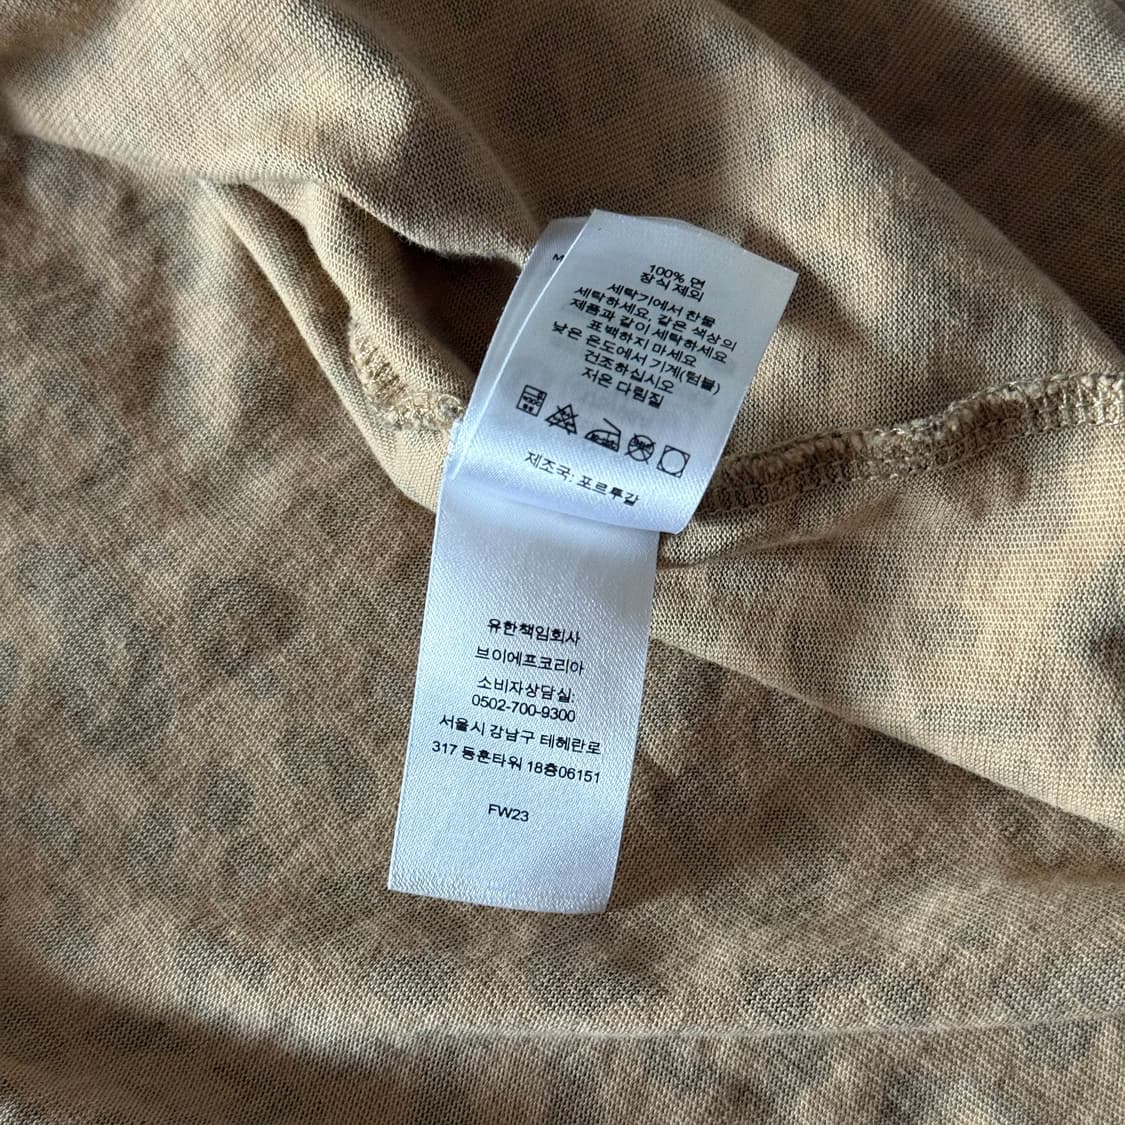 100% 면
장식 제외
세탁기에서 찬물
세탁하세요. 같은 색상의
제품과 같이 세탁하세요
표백하지 마세요
낮은 온도에서 기계(텀블)
건조하십시오
저온 다림질
제조국: 포르투갈
유한책임회사
브이에프코리아
소비자상담실:
0502-700-9300
서울시 강남구 테헤란로
317 동훈타워 18층06151
FW23